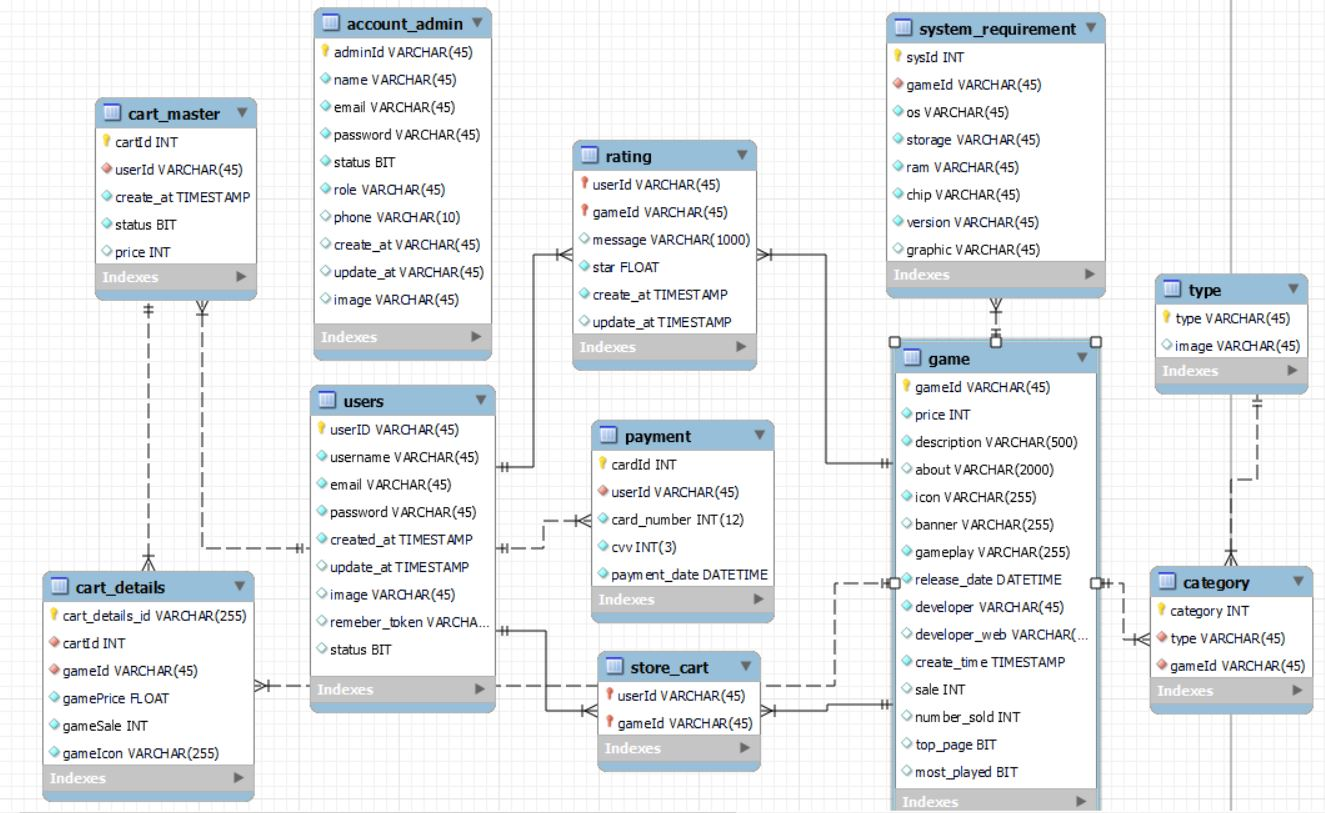 account_admin
adminId VARCHAR(45)
name VARCHAR(45)
email VARCHAR(45)
password VARCHAR(45)
status BIT
role VARCHAR(45)
phone VARCHAR(10)
create_at VARCHAR(45)
update_at VARCHAR(45)
image VARCHAR(45)
Indexes
system_requirement
sysId INT
gameId VARCHAR(45)
os VARCHAR(45)
storage VARCHAR(45)
ram VARCHAR(45)
chip VARCHAR(45)
version VARCHAR(45)
graphic VARCHAR(45)
Indexes
cart_master
cartId INT
userId VARCHAR(45)
create_at TIMESTAMP
status BIT
price INT
Indexes
rating
userId VARCHAR(45)
gameId VARCHAR(45)
message VARCHAR(1000)
star FLOAT
create_at TIMESTAMP
update_at TIMESTAMP
Indexes
type
type VARCHAR(45)
image VARCHAR(45)
Indexes
game
gameId VARCHAR(45)
price INT
description VARCHAR(500)
about VARCHAR(2000)
icon VARCHAR(255)
banner VARCHAR(255)
gameplay VARCHAR(255)
release_date DATETIME
developer VARCHAR(45)
developer_web VARCHAR(...
create_time TIMESTAMP
sale INT
number_sold INT
top_page BIT
most_played BIT
Indexes
users
userID VARCHAR(45)
username VARCHAR(45)
email VARCHAR(45)
password VARCHAR(45)
created_at TIMESTAMP
update_at TIMESTAMP
image VARCHAR(45)
remeber_token VARCHA...
status BIT
Indexes
payment
cardId INT
userId VARCHAR(45)
card_number INT(12)
cvv INT(3)
payment_date DATETIME
Indexes
cart_details
cart_details_id VARCHAR(255)
cartId INT
gameId VARCHAR(45)
gamePrice FLOAT
gameSale INT
gameIcon VARCHAR(255)
Indexes
store_cart
userId VARCHAR(45)
gameId VARCHAR(45)
Indexes
category
category INT
type VARCHAR(45)
gameId VARCHAR(45)
Indexes